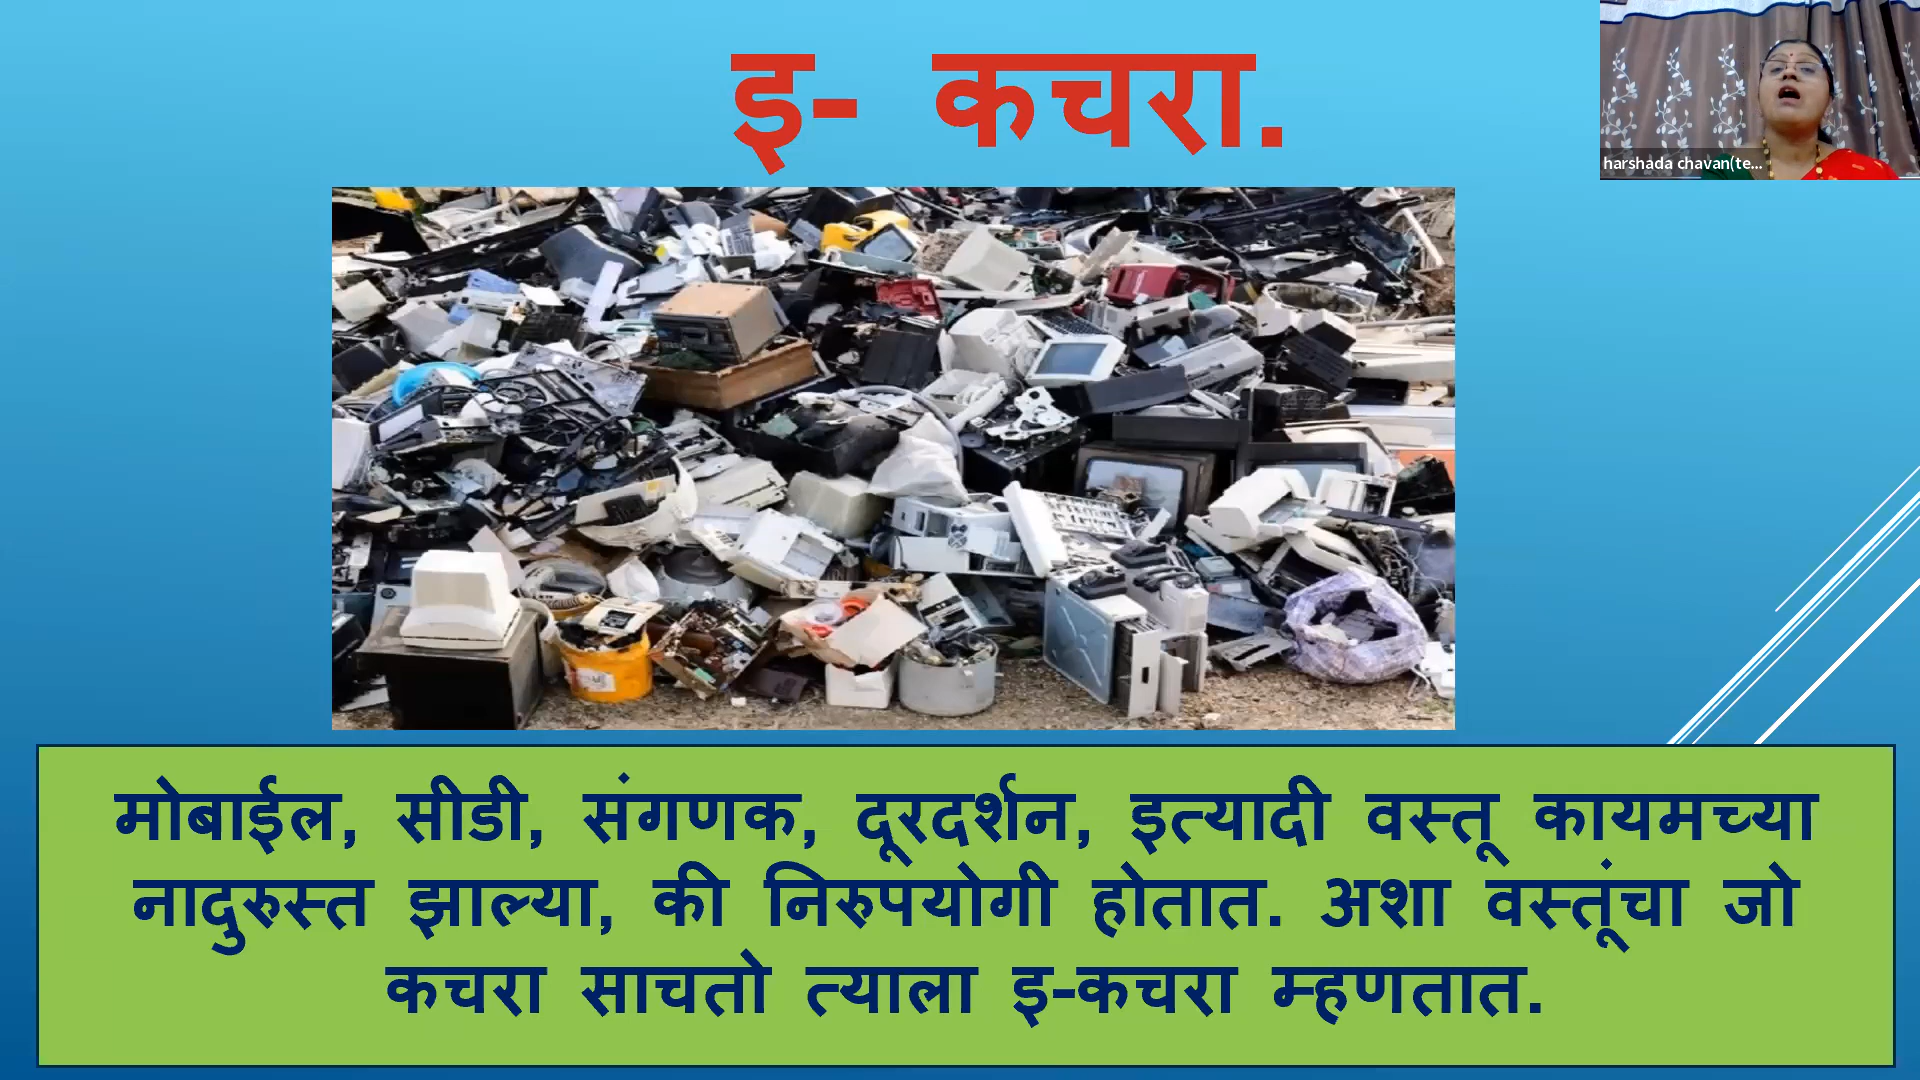 इ- कचरा.
harshada chavan(te...
मोबाईल, सीडी, संगणक, दूरदर्शन, इत्यादी वस्तू कायमच्या
नादुरुस्त झाल्या, की निरुपयोगी होतात. अशा वस्तूंचा जो
कचरा साचतो त्याला इ-कचरा म्हणतात.